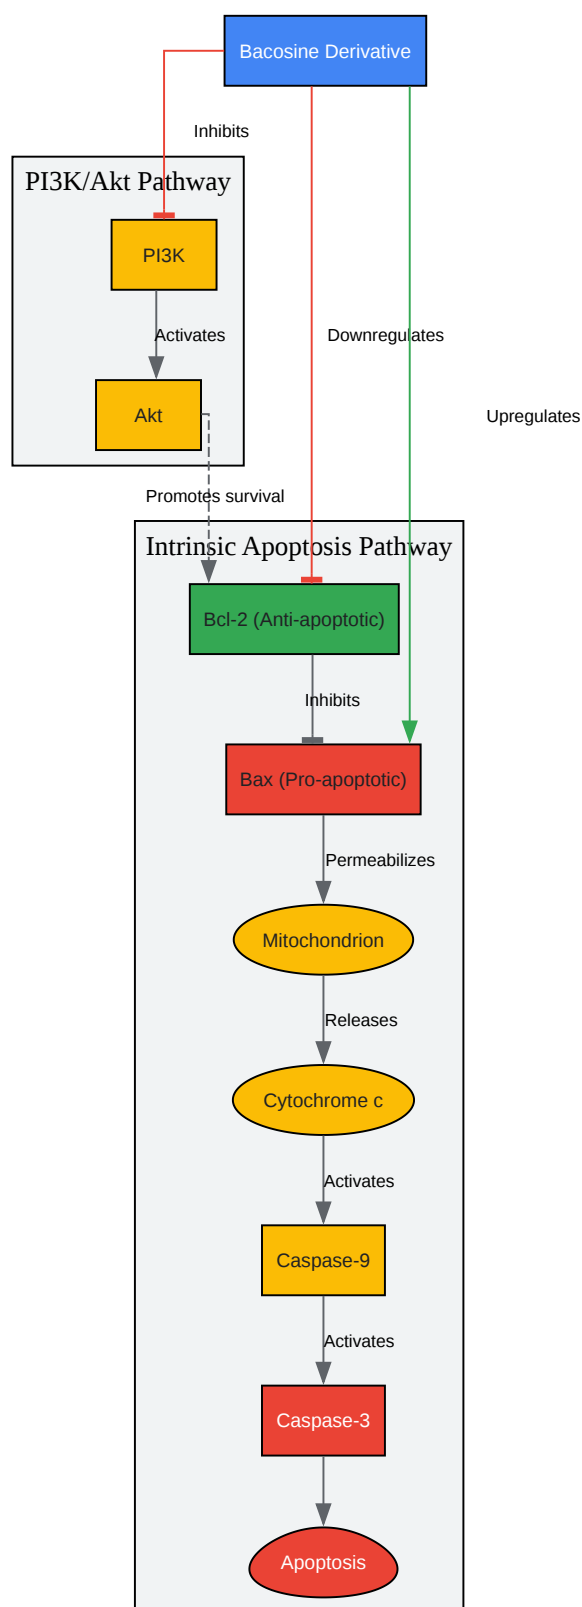 Bacosine Derivative
Inhibits
PI3K/Akt Pathway
PI3K
Activates
Downregulates
Akt
Upregulates
Promotes survival
Intrinsic Apoptosis Pathway
Bcl-2 (Anti-apoptotic)
Inhibits
Bax (Pro-apoptotic)
Permeabilizes
Mitochondrion
Releases
Cytochrome c
Activates
Caspase-9
Activates
Caspase-3
Apoptosis